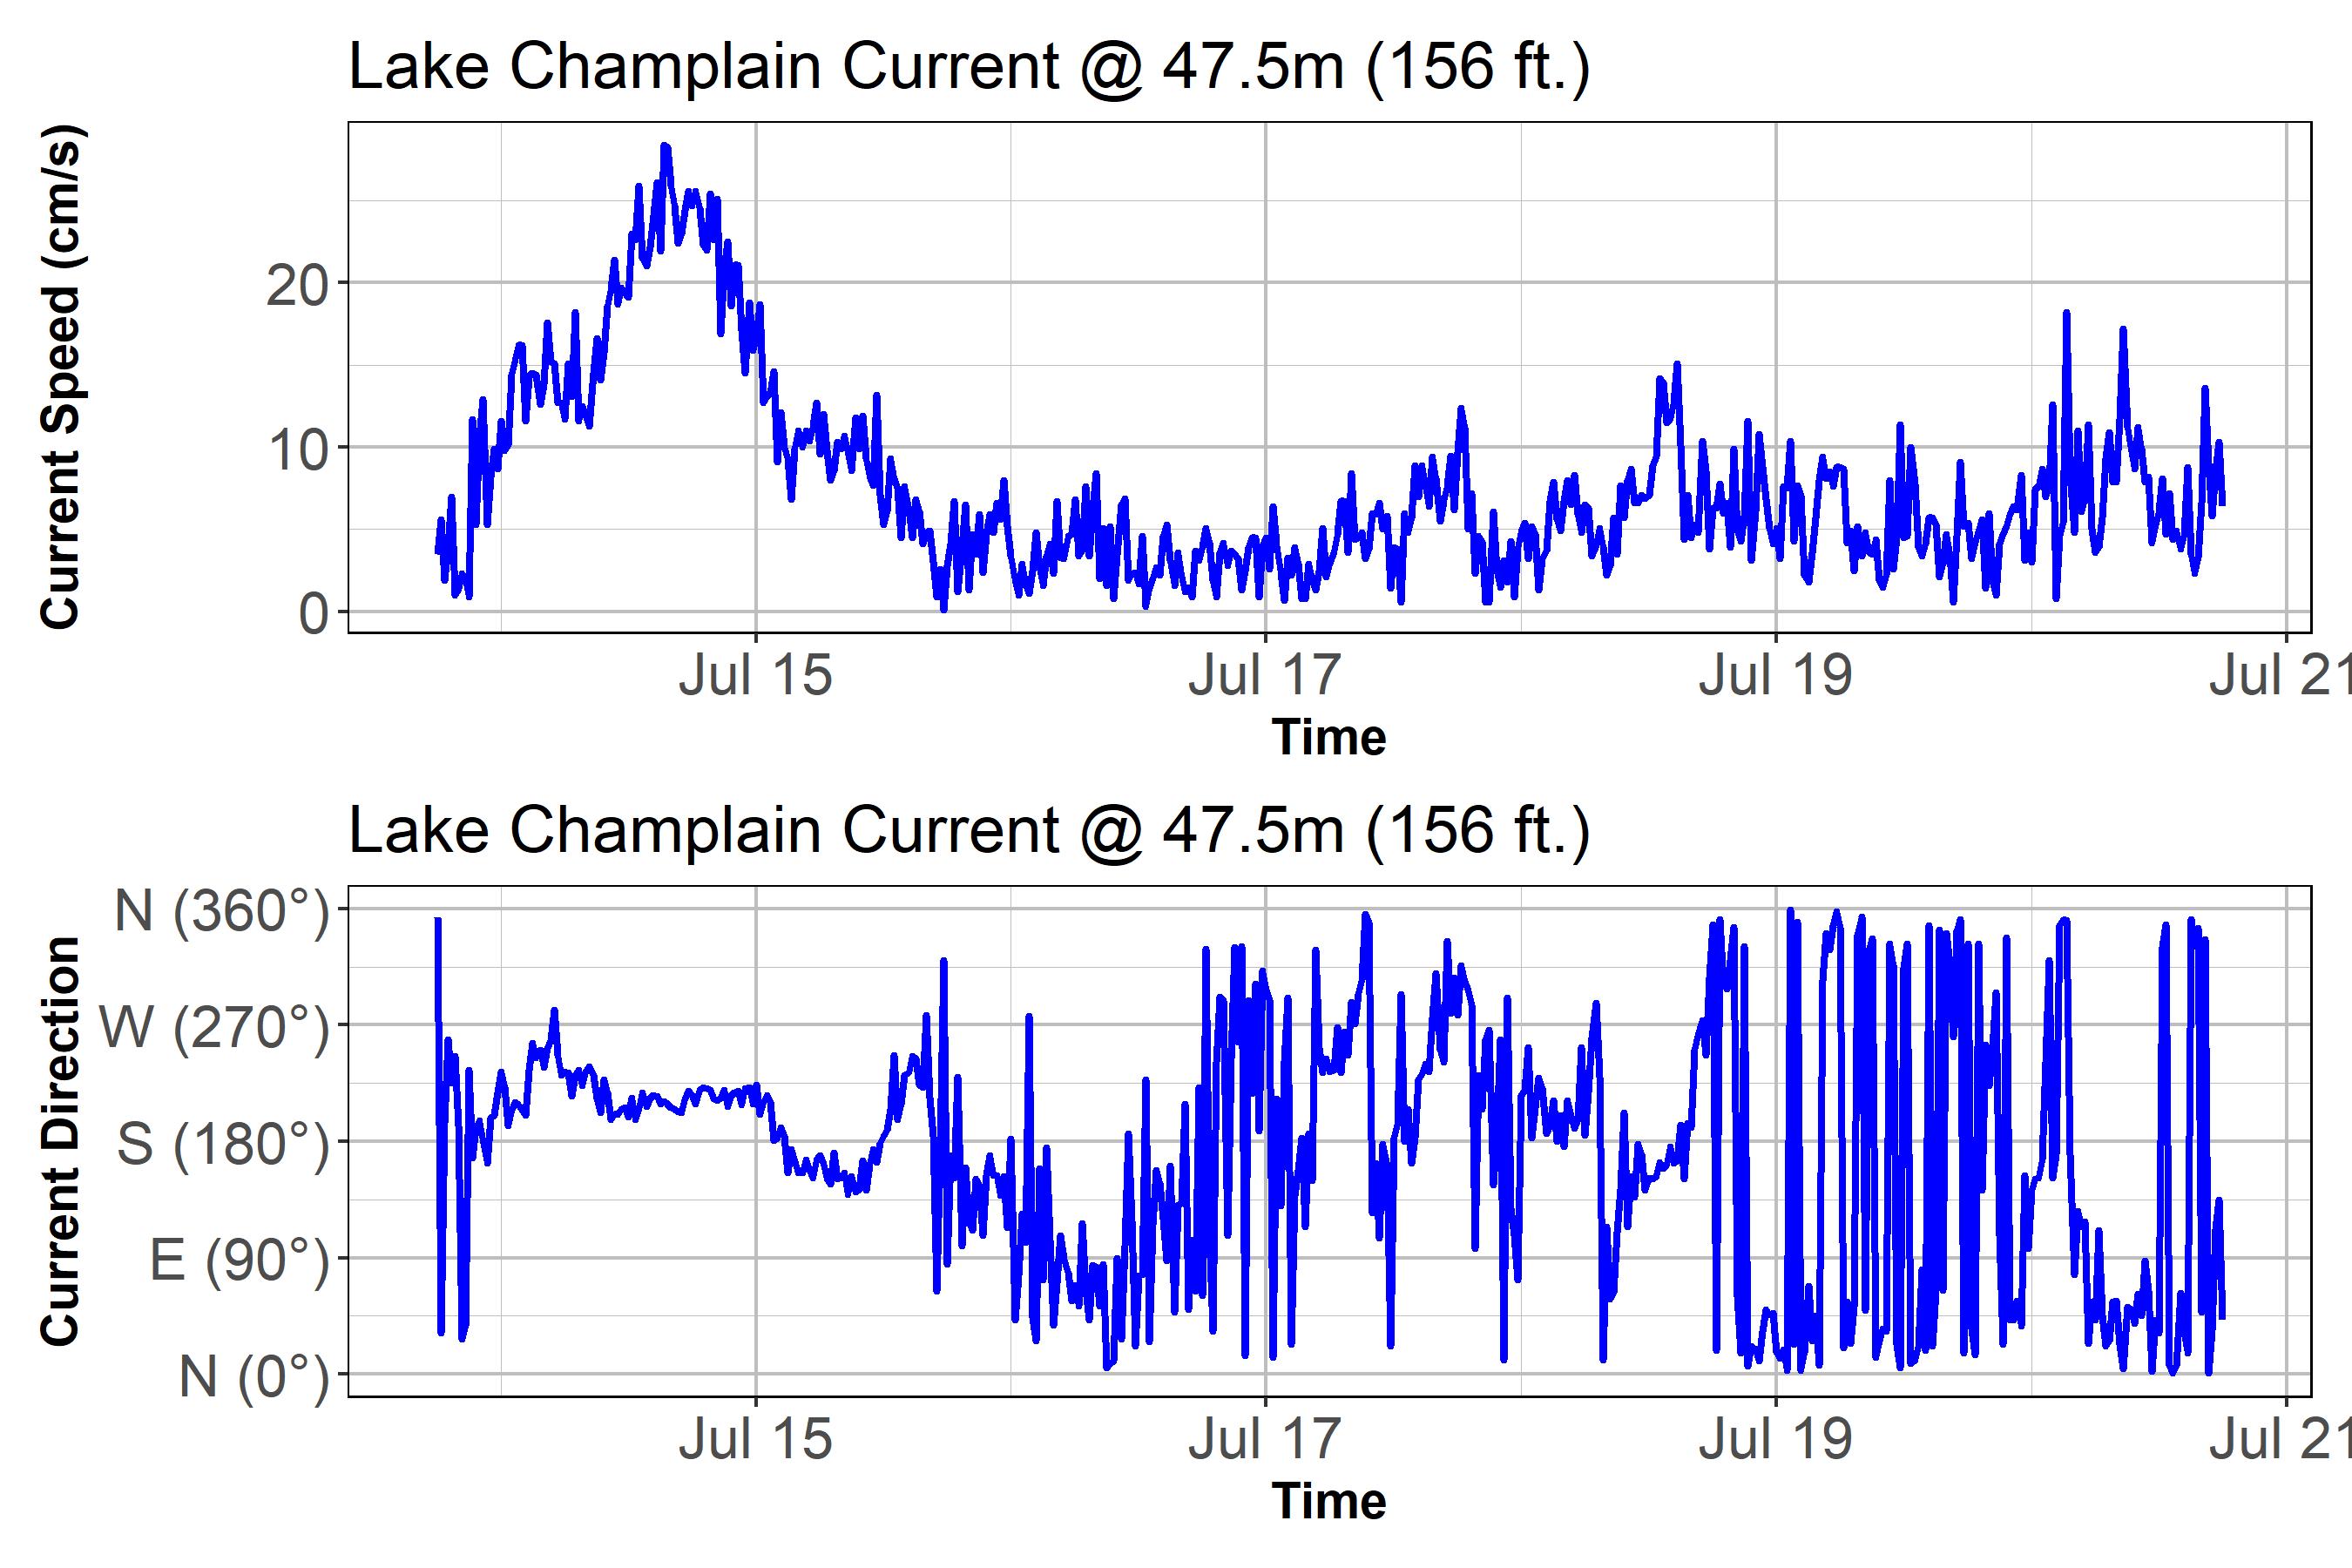 Lake Champlain Current @ 47.5m (156 ft.)
Current Speed (cm/s)
20
10
0
Jul 15 Jul 17 Jul 19 Jul 21
Time
Lake Champlain Current @ 47.5m (156 ft.)
Current Direction
N (360°)
W (270°)
S (180°)
E (90°)
N (0°)
Jul 15 Jul 17 Jul 19 Jul 21
Time